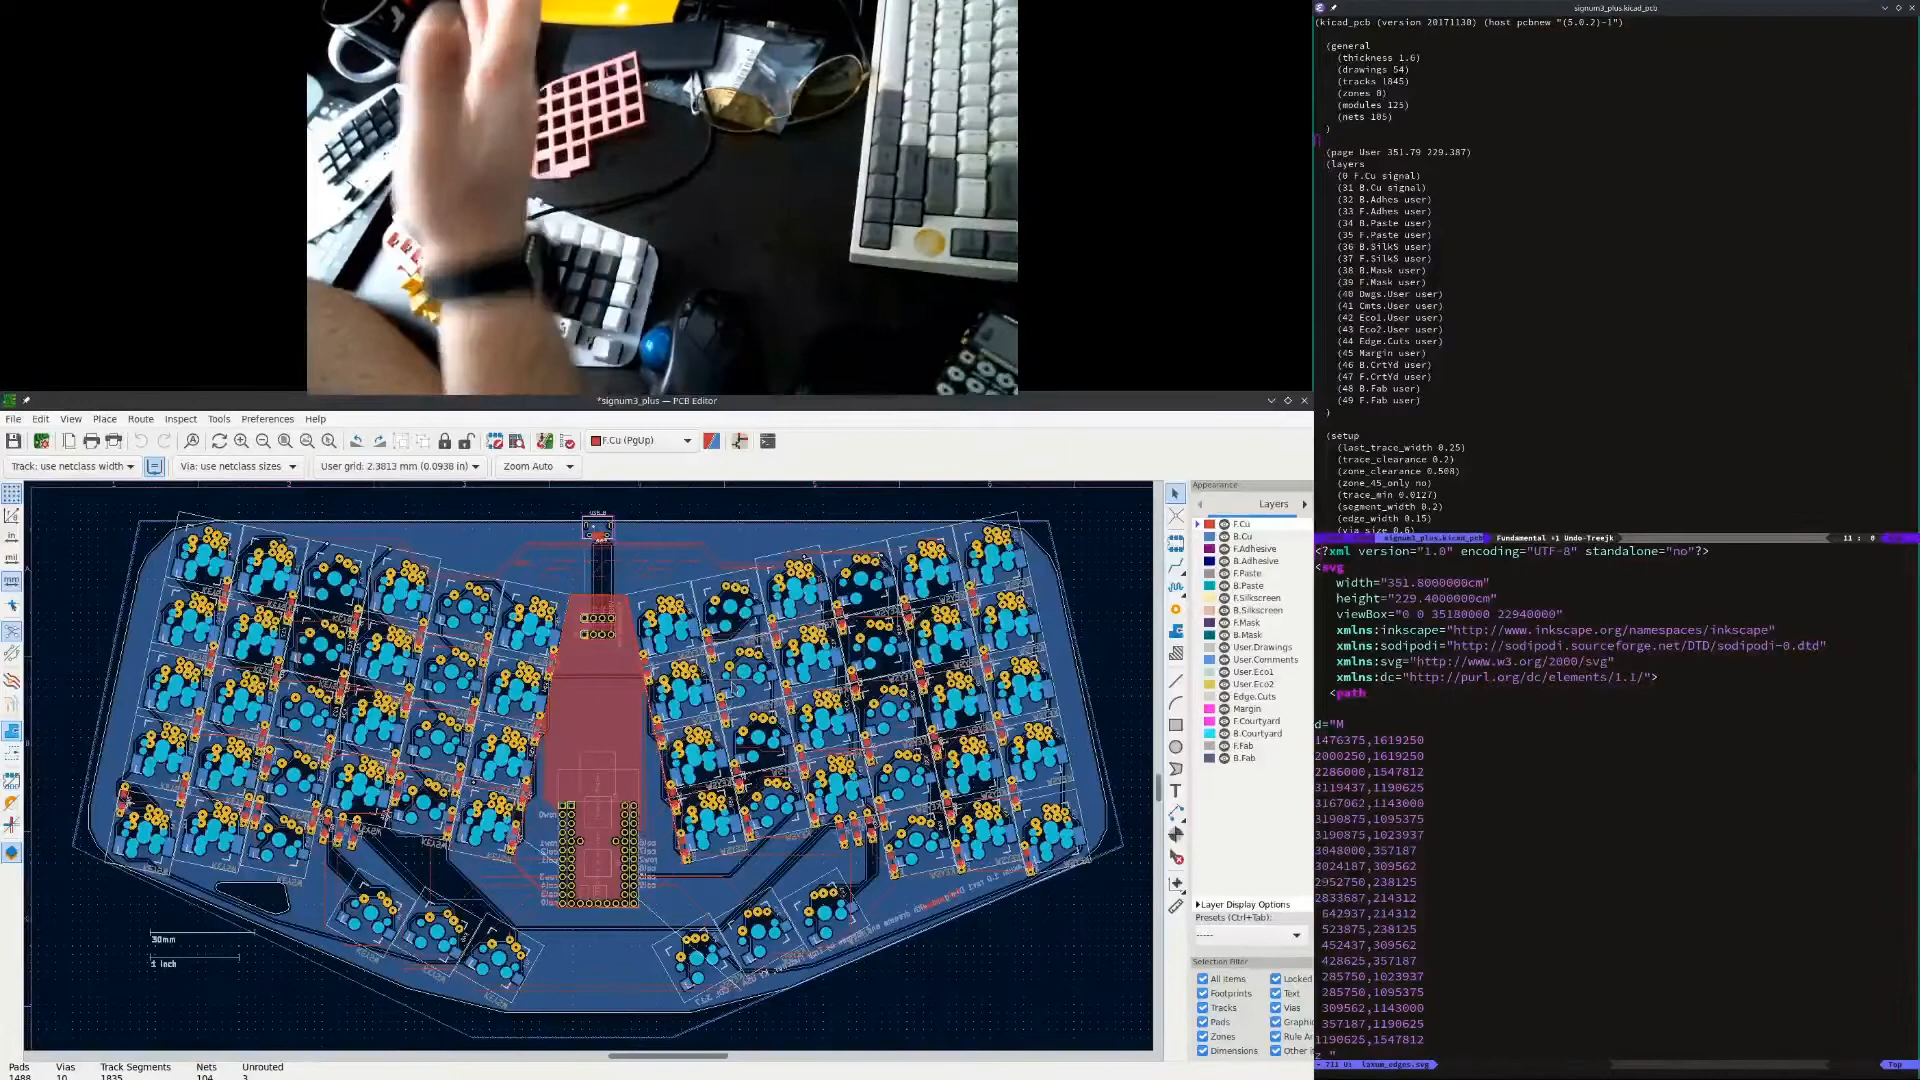 signum3_plus.kicad_pcb
(kicad_pcb (version 20171130) (host pcbnew "(5.0.2)-1")
(general
(thickness 1.6)
(drawings 54)
(tracks 1845)
(zones 0)
(modules 125)
(nets 105)
)
(page User 351.79 229.387)
(layers
(0 F.Cu signal)
(31 B.Cu signal)
(32 B.Adhes user)
(33 F.Adhes user)
(34 B.Paste user)
(35 F.Paste user)
(36 B.SilkS user)
(37 F.SilkS user)
(38 B.Mask user)
(39 F.Mask user)
(40 Dwgs.User user)
(41 Cmts.User user)
(42 Eco1.User user)
(43 Eco2.User user)
(44 Edge.Cuts user)
(45 Margin user)
(46 B.CrtYd user)
(47 F.CrtYd user)
(48 B.Fab user)
(49 F.Fab user)
)
(setup
(last_trace_width 0.25)
(trace_clearance 0.2)
(zone_clearance 0.508)
(zone_45_only no)
(trace_min 0.0127)
(segment_width 0.2)
(edge_width 0.15)
(via_size 0.6)
signum3_plus.kicad_pcb Fundamental +1 Undo-Treejk 11: 0
<?xml version="1.0" encoding="UTF-8" standalone="no"?>
<svg
width="351.8000000cm"
height="229.4000000cm"
viewBox="0 0 35180000 22940000"
xmlns:inkscape="http://www.inkscape.org/namespaces/inkscape"
xmlns:sodipodi="http://sodipodi.sourceforge.net/DTD/sodipodi-0.dtd"
xmlns:svg="http://www.w3.org/2000/svg"
xmlns:dc="http://purl.org/dc/elements/1.1/">
<path
d="M
1476375,1619250
2000250,1619250
2286000,1547812
3119437,1190625
3167062,1143000
3190875,1095375
3190875,1023937
3048000,357187
3024187,309562
2952750,238125
2833687,214312
642937,214312
523875,238125
452437,309562
428625,357187
285750,1023937
285750,1095375
309562,1143000
357187,1190625
1190625,1547812
z "
laxum_edges.svg Top
*signum3_plus — PCB Editor
File Edit View Place Route Inspect Tools Preferences Help
F.Cu (PgUp)
Track: use netclass width Via: use netclass sizes User grid: 2.3813 mm (0.0938 in) Zoom Auto
Appearance
Layers
F.Cu
B.Cu
F.Adhesive
B.Adhesive
F.Paste
B.Paste
F.Silkscreen
B.Silkscreen
F.Mask
B.Mask
User.Drawings
User.Comments
User.Eco1
User.Eco2
Edge.Cuts
Margin
F.Courtyard
B.Courtyard
F.Fab
B.Fab
Layer Display Options
Presets (Ctrl+Tab):
-----
Selection Filter
All items Locked
Footprints Text
Tracks Vias
Pads Graphi
Zones Rule Ar
Dimensions Other i
in
mil
mm
30mm
1 inch
Pads Vias Track Segments Nets Unrouted
1488 10 1835 104 3